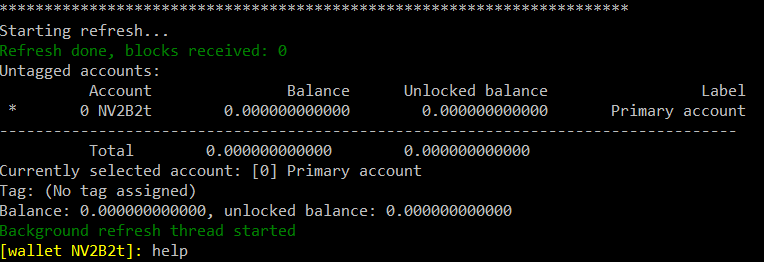 **********************************************************************
Starting refresh...
Refresh done, blocks received: 0
Untagged accounts:
Account Balance Unlocked balance Label
* 0 NV2B2t 0.000000000000 0.000000000000 Primary account
----------------------------------------------------------------------------------
Total 0.000000000000 0.000000000000
Currently selected account: [0] Primary account
Tag: (No tag assigned)
Balance: 0.000000000000, unlocked balance: 0.000000000000
Background refresh thread started
[wallet NV2B2t]: help